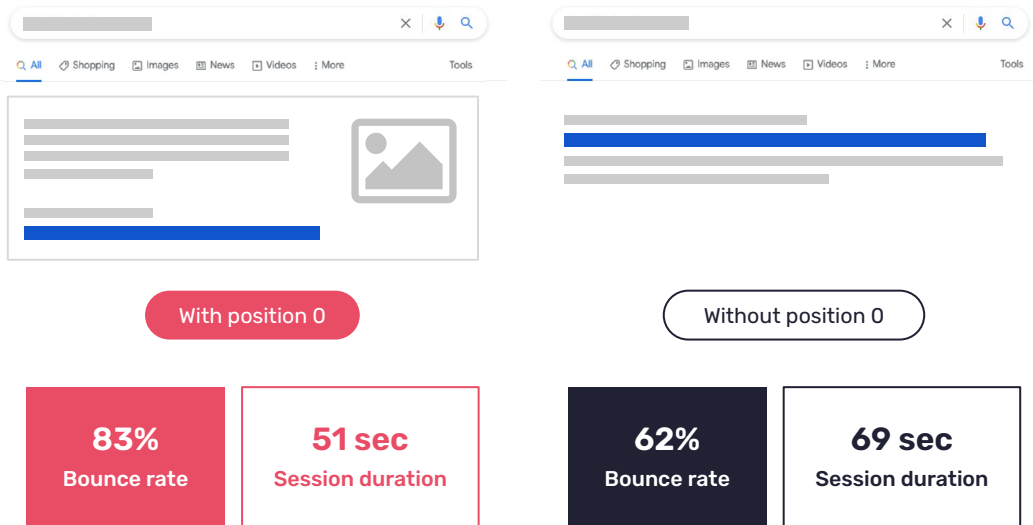 All Shopping Images News Videos More Tools
All Shopping Images News Videos More Tools
With position 0
Without position 0
83%
Bounce rate
51 sec
Session duration
62%
Bounce rate
69 sec
Session duration